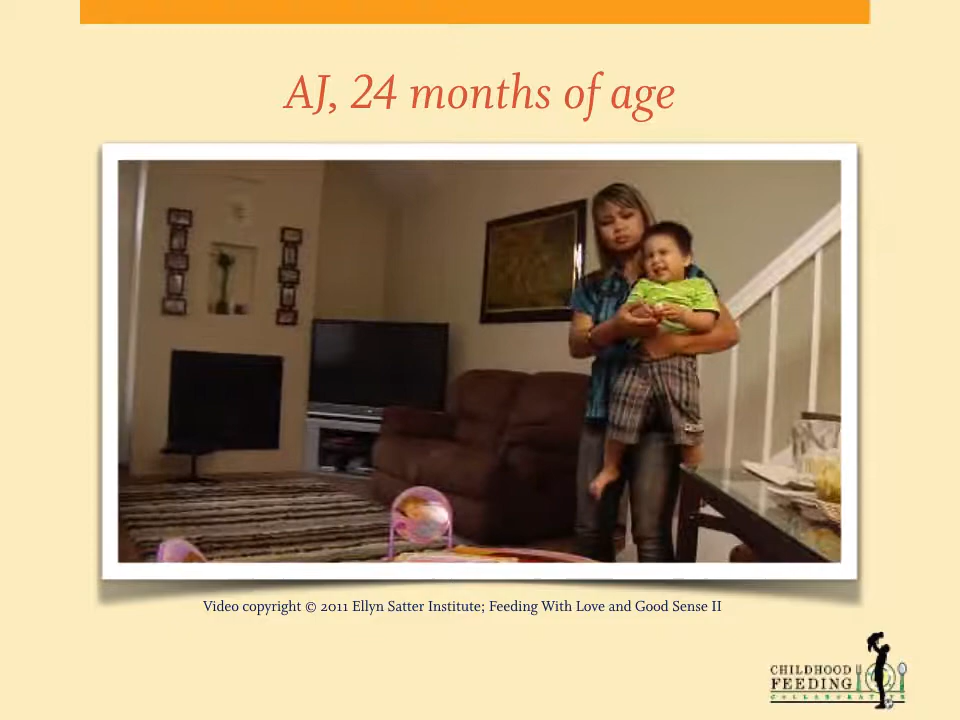 AJ, 24 months of age
Video copyright © 2011 Ellyn Satter Institute; Feeding With Love and Good Sense II
CHILDHOOD
FEEDING
COLLABORATIVE